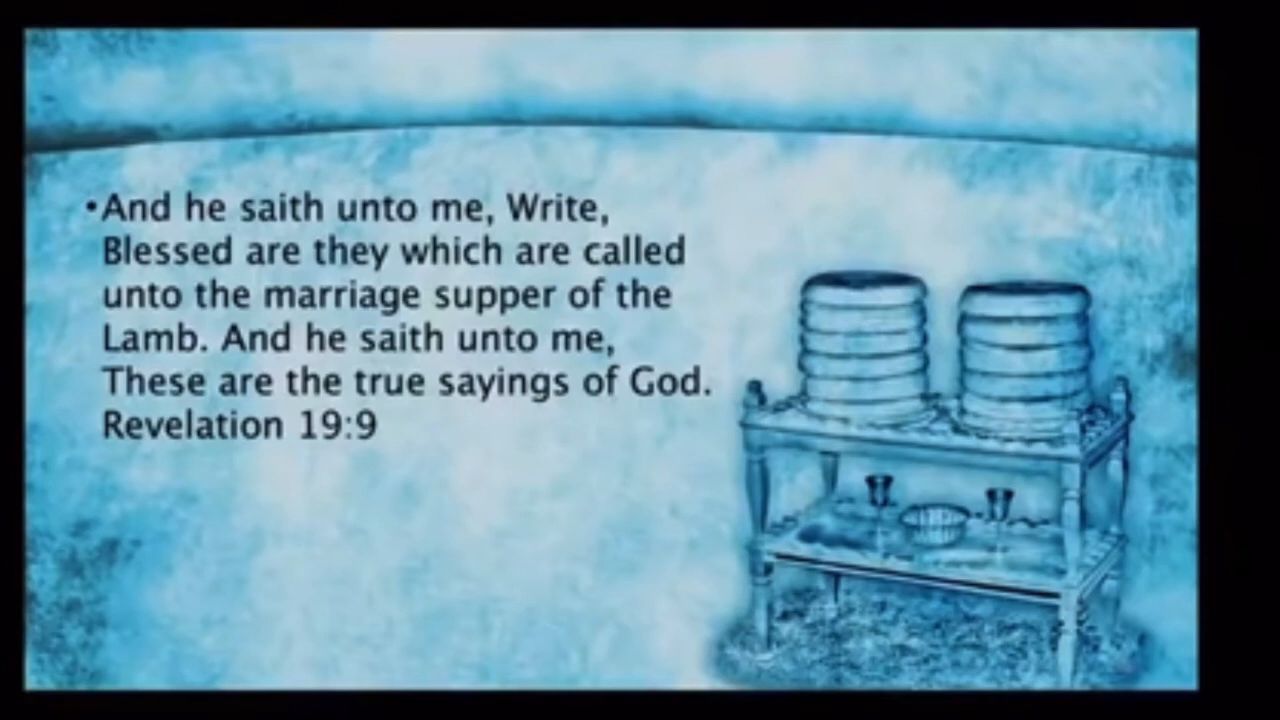 •And he saith unto me, Write,
Blessed are they which are called
unto the marriage supper of the
Lamb. And he saith unto me,
These are the true sayings of God.
Revelation 19:9